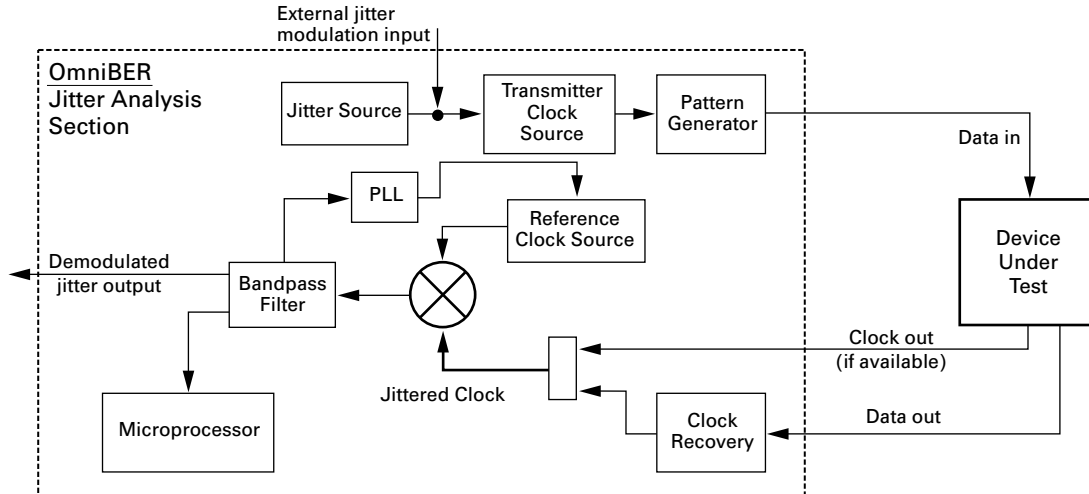 External jitter
modulation input
OmniBER
Jitter Analysis
Section
Jitter Source
Transmitter
Clock
Source
Pattern
Generator
Data in
PLL
Reference
Clock Source
Device
Under
Test
Demodulated
jitter output
Bandpass
Filter
Clock out
(if available)
Jittered Clock
Microprocessor
Clock
Recovery
Data out